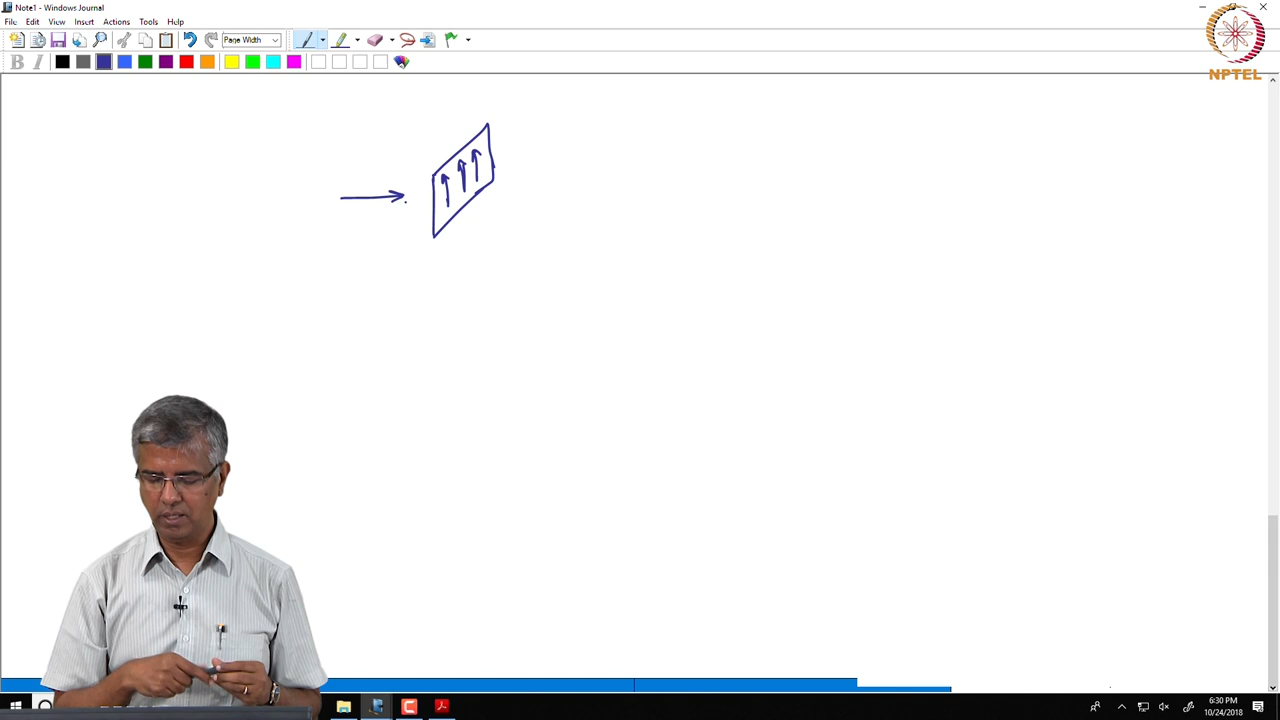 Note1 - Windows Journal
File Edit View Insert Actions Tools Help
Page Width
B I
NPTEL
6:30 PM
10/24/2018